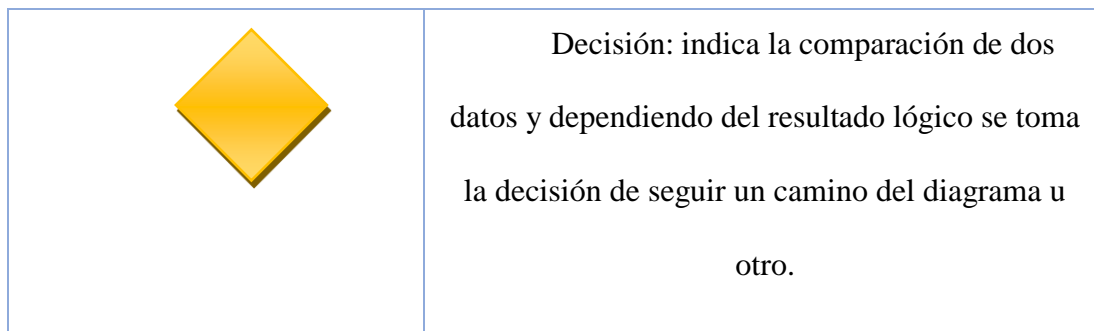 Decisión: indica la comparación de dos
datos y dependiendo del resultado lógico se toma
la decisión de seguir un camino del diagrama u
otro.